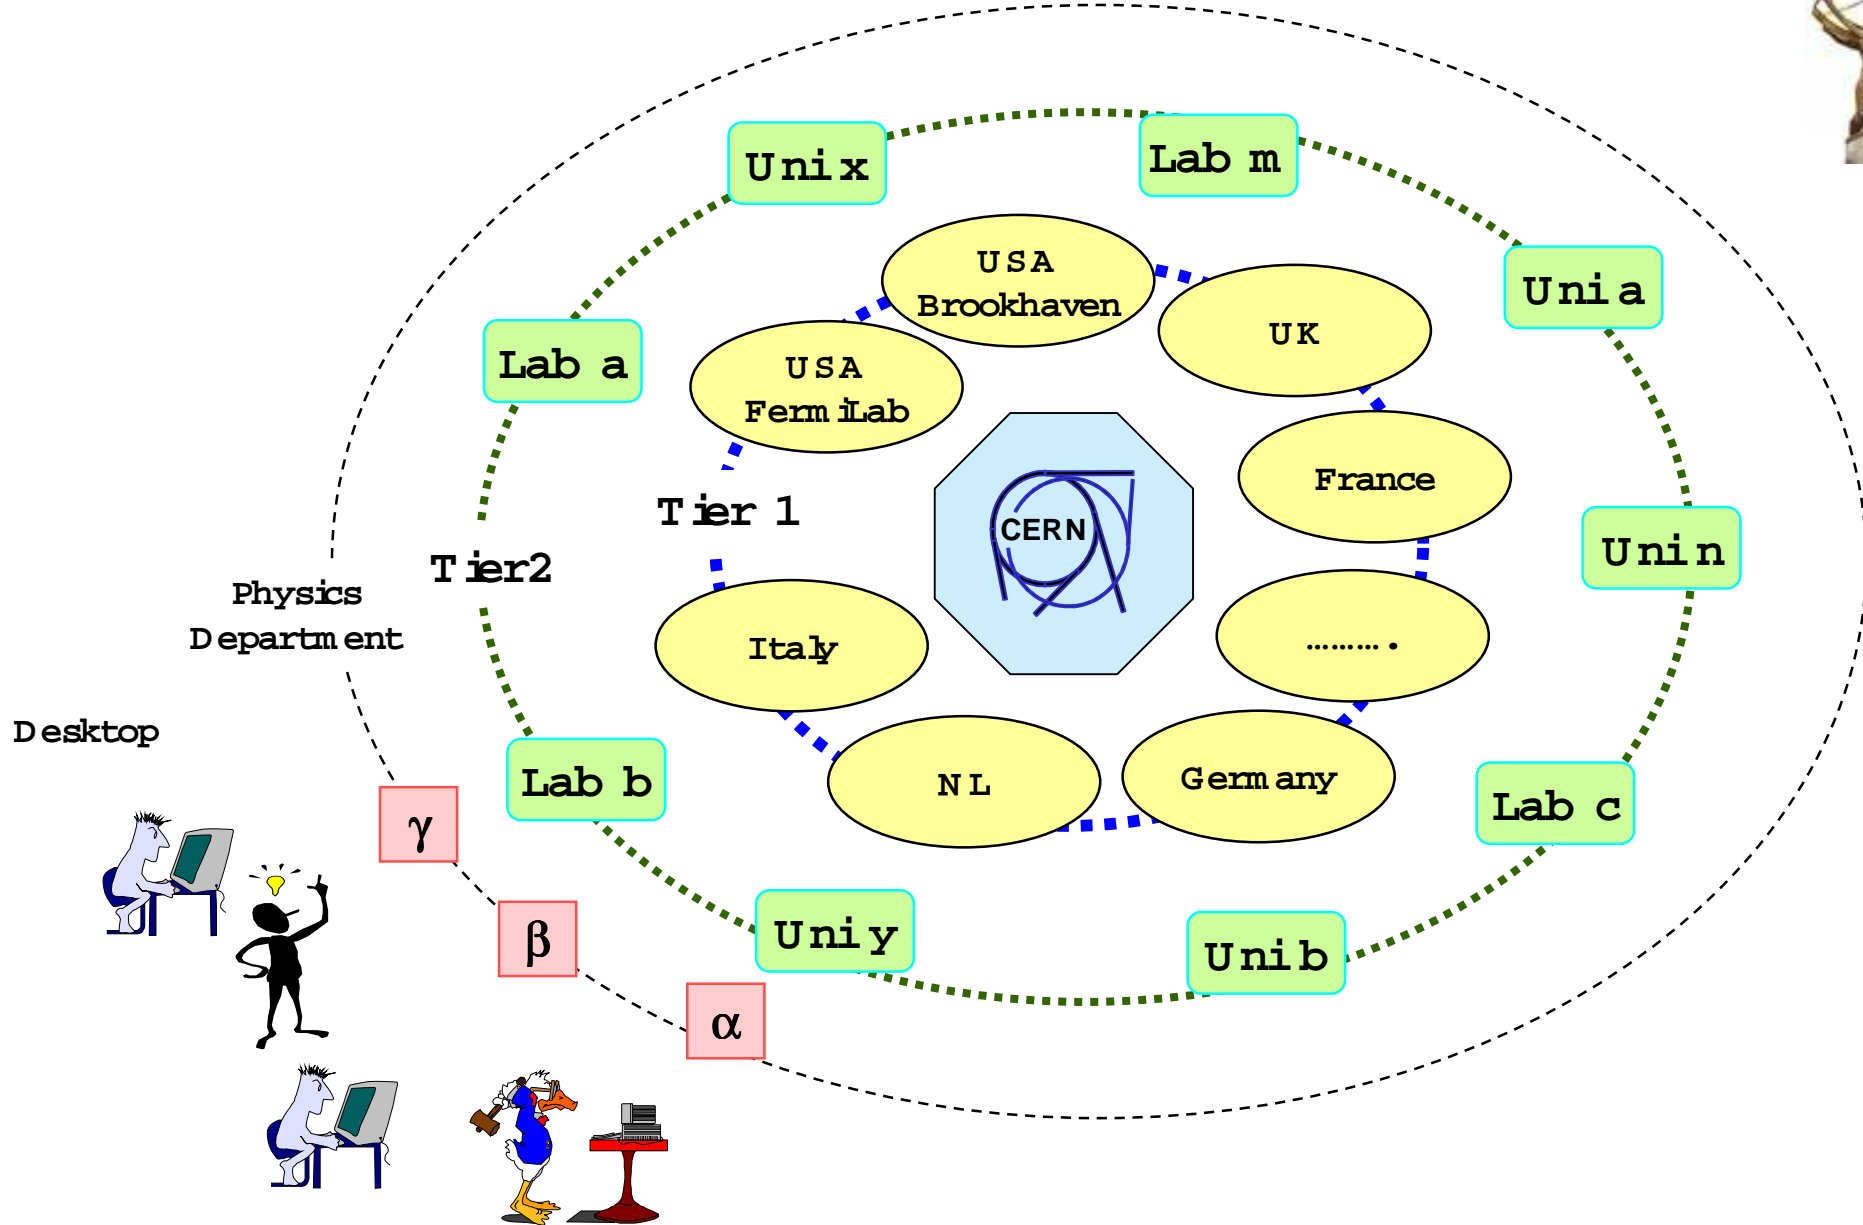 Uni x
Lab m
USA
Brookhaven
Uni a
UK
Lab a
USA
FermiLab
France
Tier 1
CERN
Uni n
Tier2
Physics
Department
Italy
..........
Desktop
Lab b
NL
Germany
Lab c
γ
β
Uni y
Uni b
α